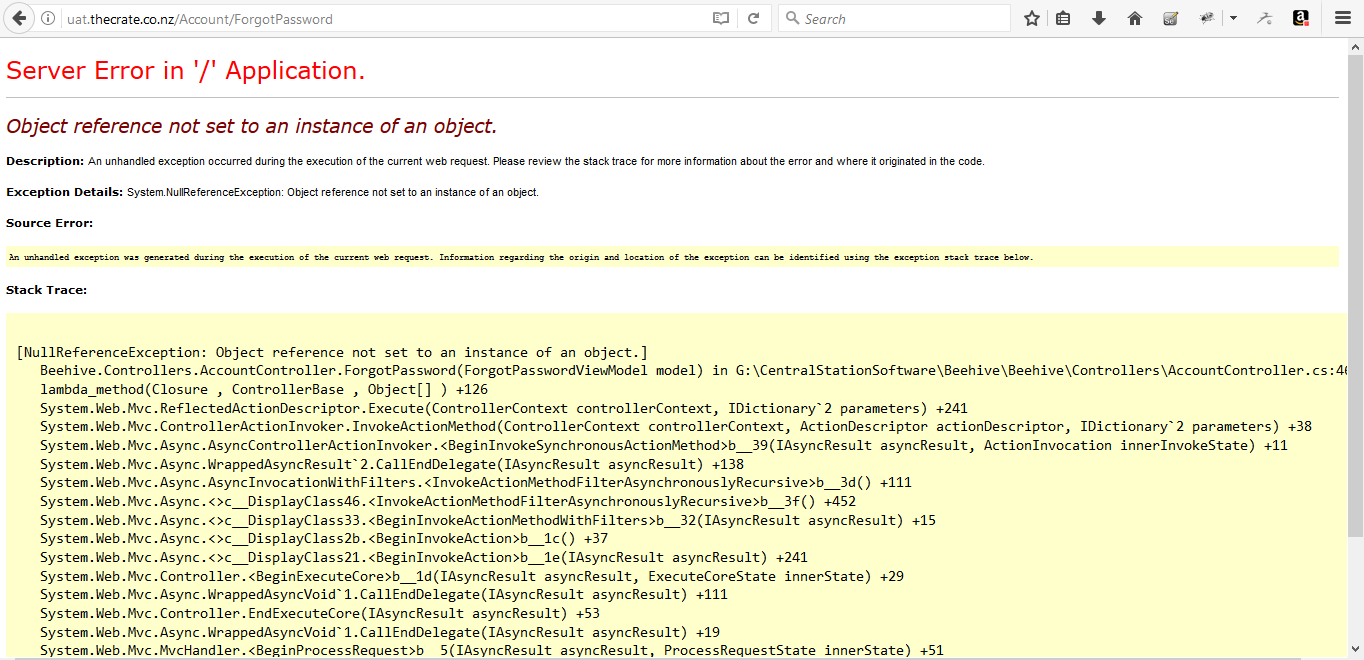 uat.thecrate.co.nz/Account/ForgotPassword
Search
Server Error in '/' Application.
Object reference not set to an instance of an object.
Description: An unhandled exception occurred during the execution of the current web request. Please review the stack trace for more information about the error and where it originated in the code.
Exception Details: System.NullReferenceException: Object reference not set to an instance of an object.
Source Error:
An unhandled exception was generated during the execution of the current web request. Information regarding the origin and location of the exception can be identified using the exception stack trace below.
Stack Trace:
[NullReferenceException: Object reference not set to an instance of an object.]
Beehive.Controllers.AccountController.ForgotPassword(ForgotPasswordViewModel model) in G:\CentralStationSoftware\Beehive\Beehive\Controllers\AccountController.cs:46
lambda_method(Closure , ControllerBase , Object[] ) +126
System.Web.Mvc.ReflectedActionDescriptor.Execute(ControllerContext controllerContext, IDictionary`2 parameters) +241
System.Web.Mvc.ControllerActionInvoker.InvokeActionMethod(ControllerContext controllerContext, ActionDescriptor actionDescriptor, IDictionary`2 parameters) +38
System.Web.Mvc.Async.AsyncControllerActionInvoker.<BeginInvokeSynchronousActionMethod>b__39(IAsyncResult asyncResult, ActionInvocation innerInvokeState) +11
System.Web.Mvc.Async.WrappedAsyncResult`2.CallEndDelegate(IAsyncResult asyncResult) +138
System.Web.Mvc.Async.AsyncInvocationWithFilters.<InvokeActionMethodFilterAsynchronouslyRecursive>b__3d() +111
System.Web.Mvc.Async.<>c__DisplayClass46.<InvokeActionMethodFilterAsynchronouslyRecursive>b__3f() +452
System.Web.Mvc.Async.<>c__DisplayClass33.<BeginInvokeActionMethodWithFilters>b__32(IAsyncResult asyncResult) +15
System.Web.Mvc.Async.<>c__DisplayClass2b.<BeginInvokeAction>b__1c() +37
System.Web.Mvc.Async.<>c__DisplayClass21.<BeginInvokeAction>b__1e(IAsyncResult asyncResult) +241
System.Web.Mvc.Controller.<BeginExecuteCore>b__1d(IAsyncResult asyncResult, ExecuteCoreState innerState) +29
System.Web.Mvc.Async.WrappedAsyncVoid`1.CallEndDelegate(IAsyncResult asyncResult) +111
System.Web.Mvc.Controller.EndExecuteCore(IAsyncResult asyncResult) +53
System.Web.Mvc.Async.WrappedAsyncVoid`1.CallEndDelegate(IAsyncResult asyncResult) +19
System.Web.Mvc.MvcHandler.<BeginProcessRequest>b__5(IAsyncResult asyncResult, ProcessRequestState innerState) +51